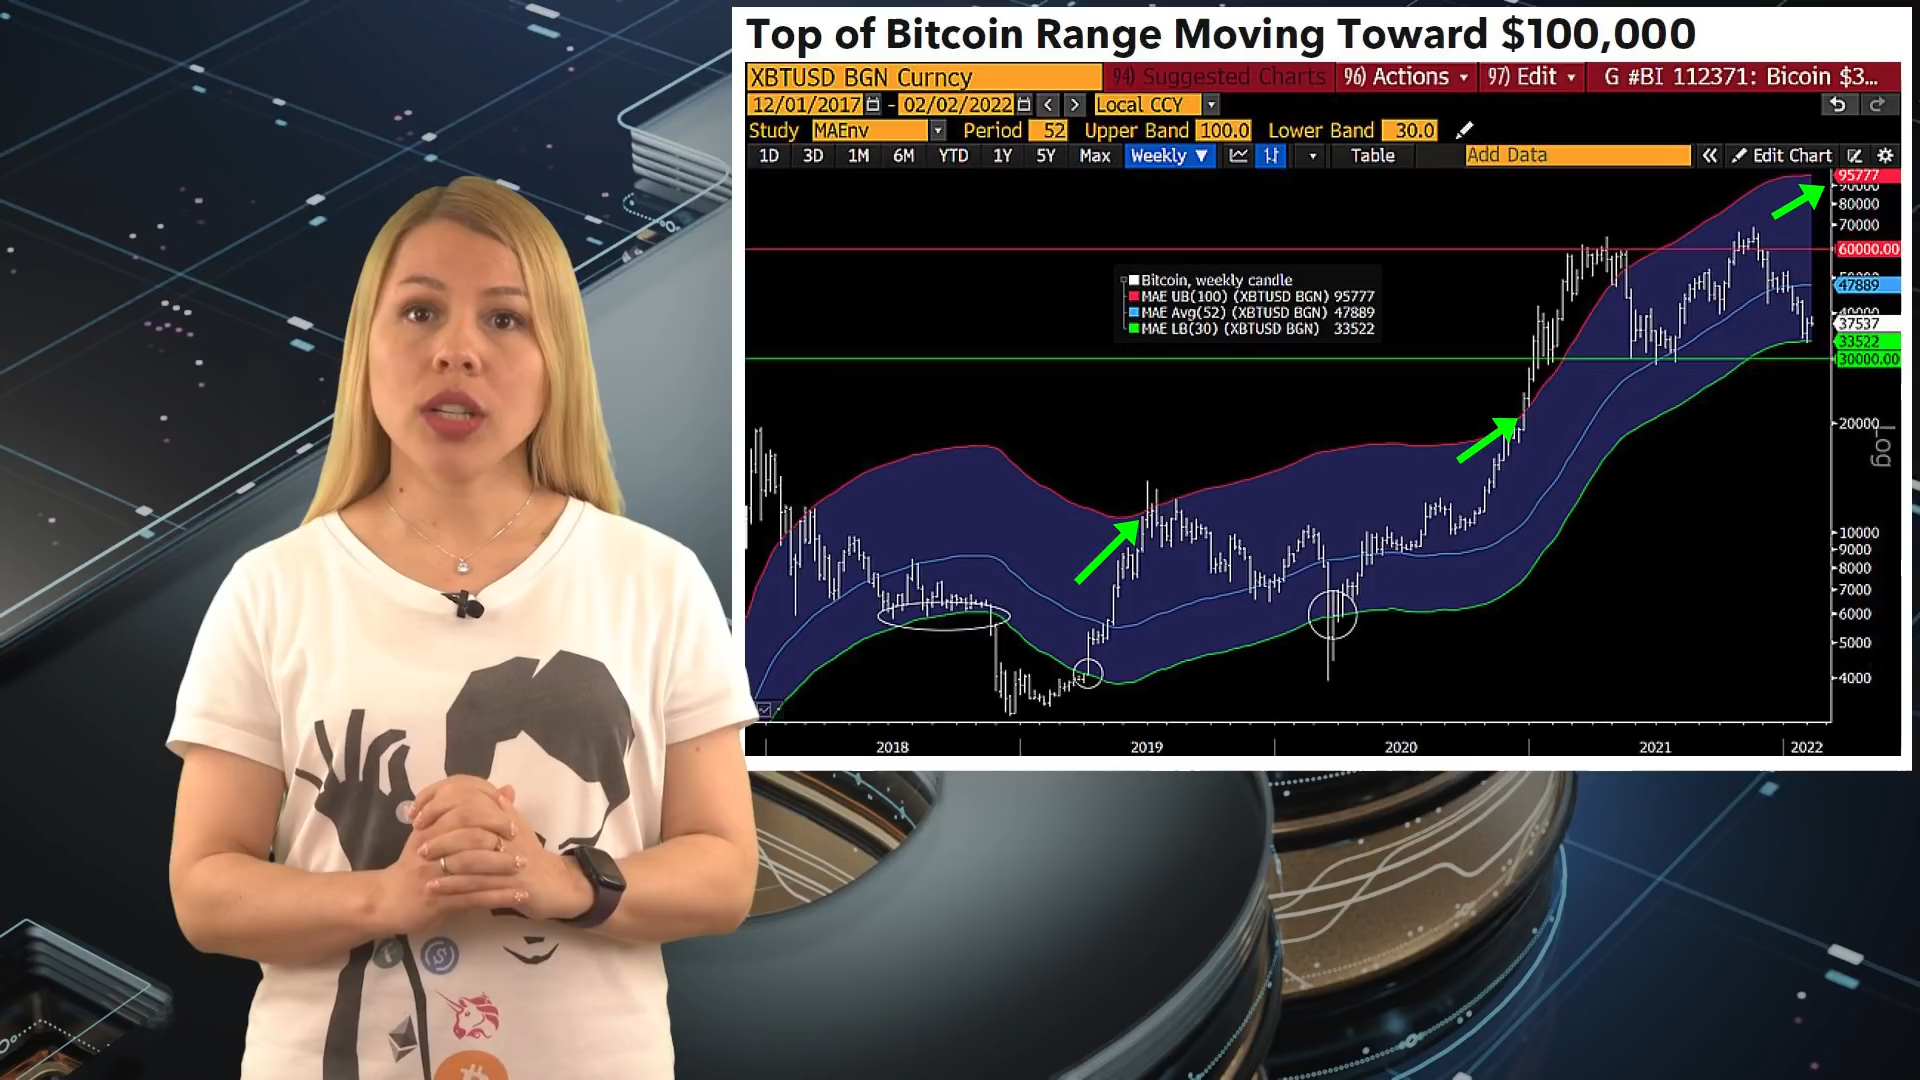 Top of Bitcoin Range Moving Toward $100,000
XBTUSD BGN Curncy 94) Suggested Charts 96) Actions 97) Edit G #BI 112371: Bicoin $3...
12/01/2017 - 02/02/2022 Local CCY
Study MAEnv Period 52 Upper Band 100.0 Lower Band 30.0
1D 3D 1M 6M YTD 1Y 5Y Max Weekly Table Add Data Edit Chart
95777
90000
80000
70000
60000.00
47889
40000
37537
33522
30000.00
20000
10000
9000
8000
7000
6000
5000
4000
Log
Bitcoin, weekly candle
MAE UB(100) (XBTUSD BGN) 95777
MAE Avg(52) (XBTUSD BGN) 47889
MAE LB(30) (XBTUSD BGN) 33522
2018 2019 2020 2021 2022